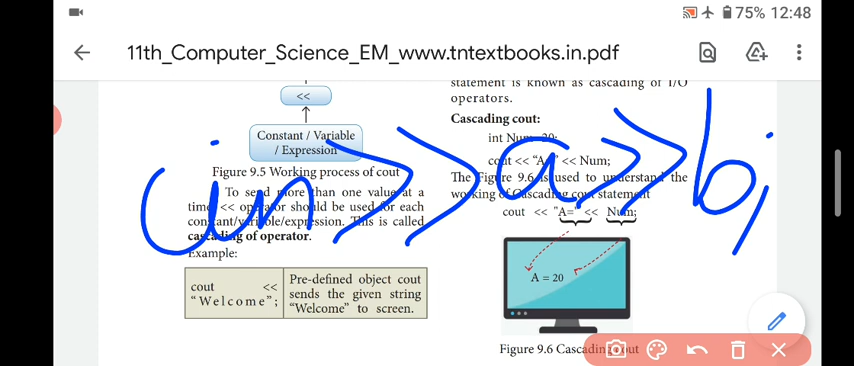 75% 12:48
11th_Computer_Science_EM_www.tntextbooks.in.pdf
<<
Constant / Variable
/ Expression
Figure 9.5 Working process of cout
To send more than one value at a
time << operator should be used for each
constant/variable/expression. This is called
cascading of operator.
Example:
cout <<
"Welcome";
Pre-defined object cout
sends the given string
"Welcome" to screen.
statement is known as cascading of I/O
operators.
Cascading cout:
int Num=20;
cout << "A=" << Num;
The Figure 9.6 is used to understand the
working of Cascading cout statement
cout << "A=" << Num;
A = 20
Figure 9.6 Cascading cout
cin>>a>>b;